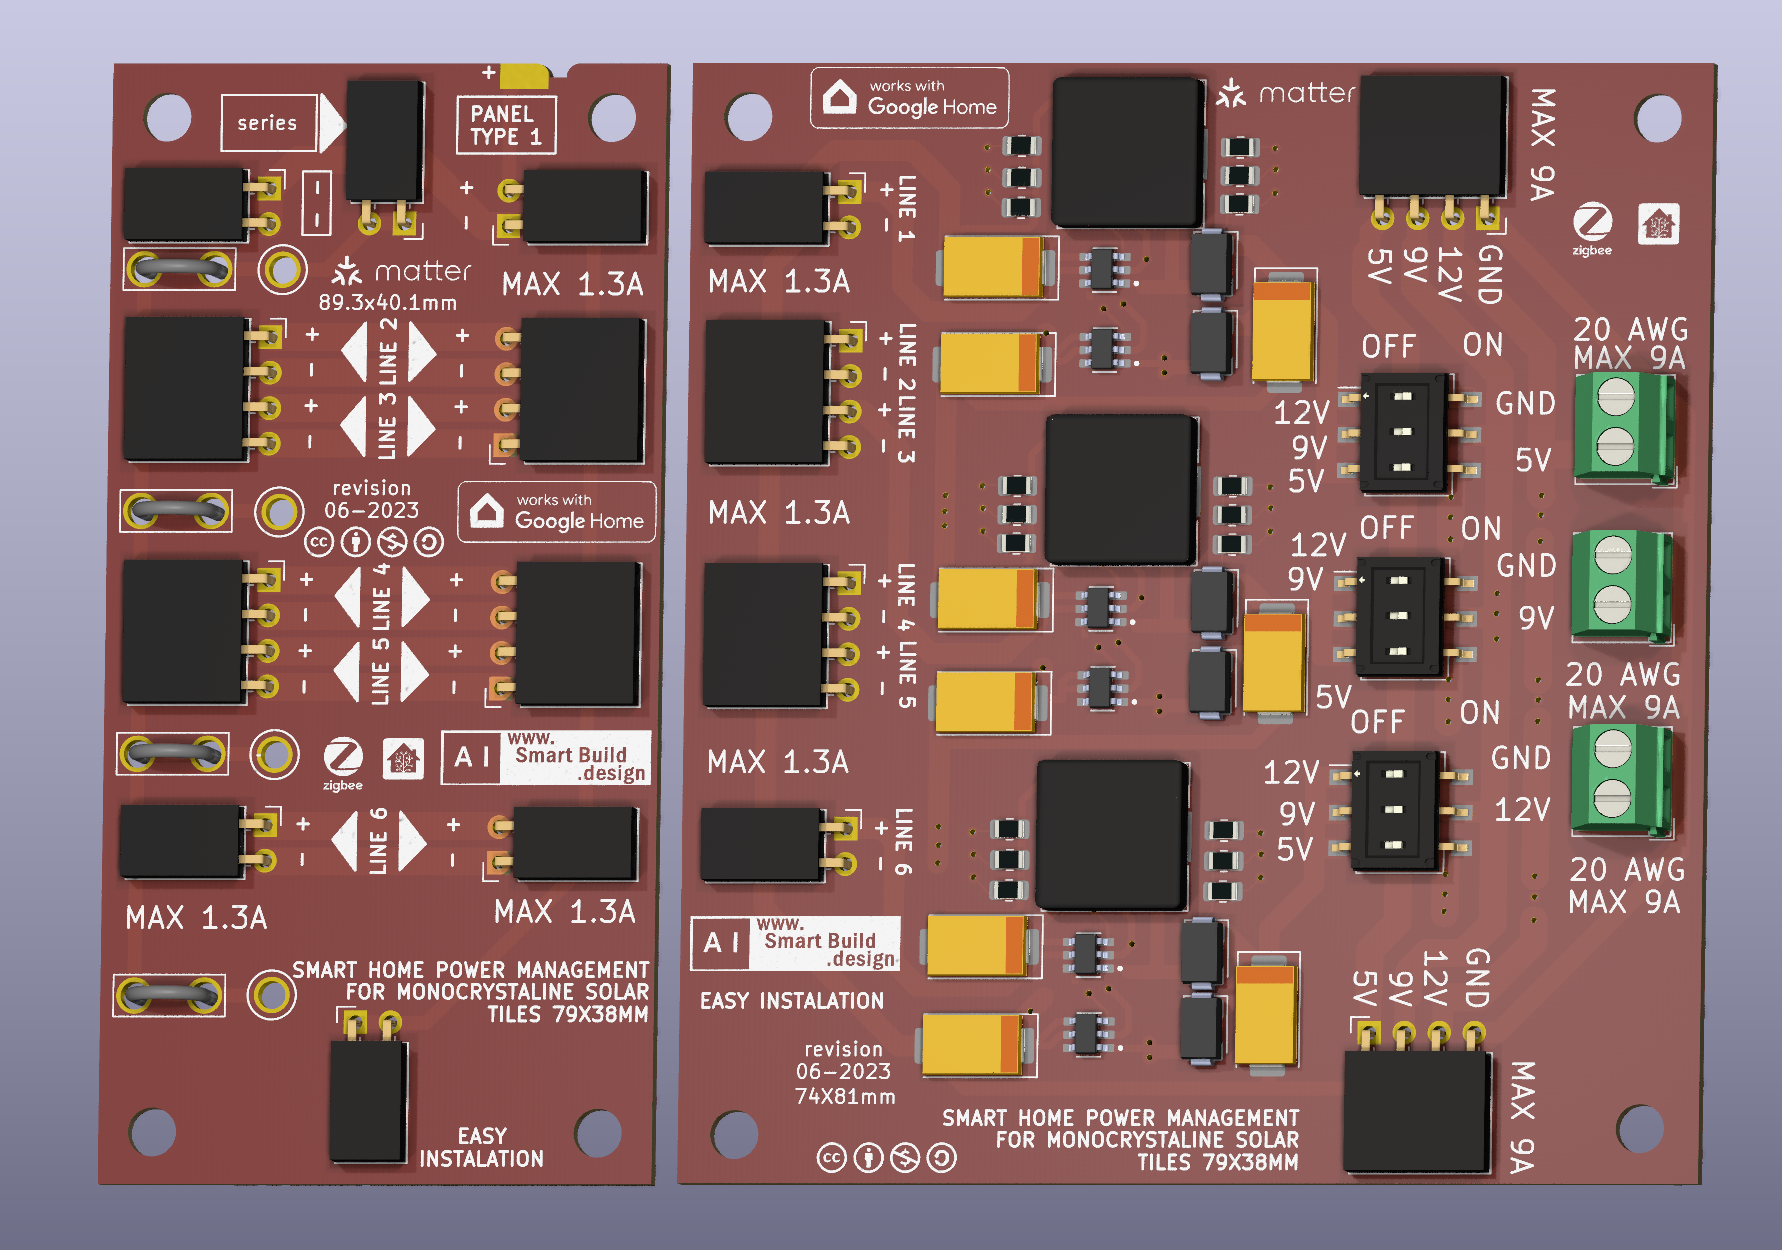 series
+
PANEL
TYPE 1
+
-
matter
89.3x40.1mm
MAX 1.3A
+ LINE 2 +
- -
+ LINE 3 +
- -
revision
06-2023
cc
works with
Google Home
+ LINE 4 +
- -
+ LINE 5 +
- -
zigbee
AI
www.
Smart Build
.design
+ LINE 6 +
- -
MAX 1.3A
MAX 1.3A
SMART HOME POWER MANAGEMENT
FOR MONOCRYSTALINE SOLAR
TILES 79X38MM
EASY
INSTALATION
works with
Google Home
matter
MAX 9A
+ LINE 1
-
MAX 1.3A
5V 9V 12V GND
zigbee
+ LINE 2
-
+ LINE 3
-
MAX 1.3A
20 AWG
MAX 9A
OFF ON
12V
9V
5V
GND
5V
OFF ON
12V
9V
5V
GND
9V
20 AWG
MAX 9A
+ LINE 4
-
+ LINE 5
-
MAX 1.3A
OFF ON
12V
9V
5V
GND
12V
20 AWG
MAX 9A
+ LINE 6
-
AI
www.
Smart Build
.design
EASY INSTALATION
revision
06-2023
74X81mm
5V 9V 12V GND
MAX 9A
cc
SMART HOME POWER MANAGEMENT
FOR MONOCRYSTALINE SOLAR
TILES 79X38MM